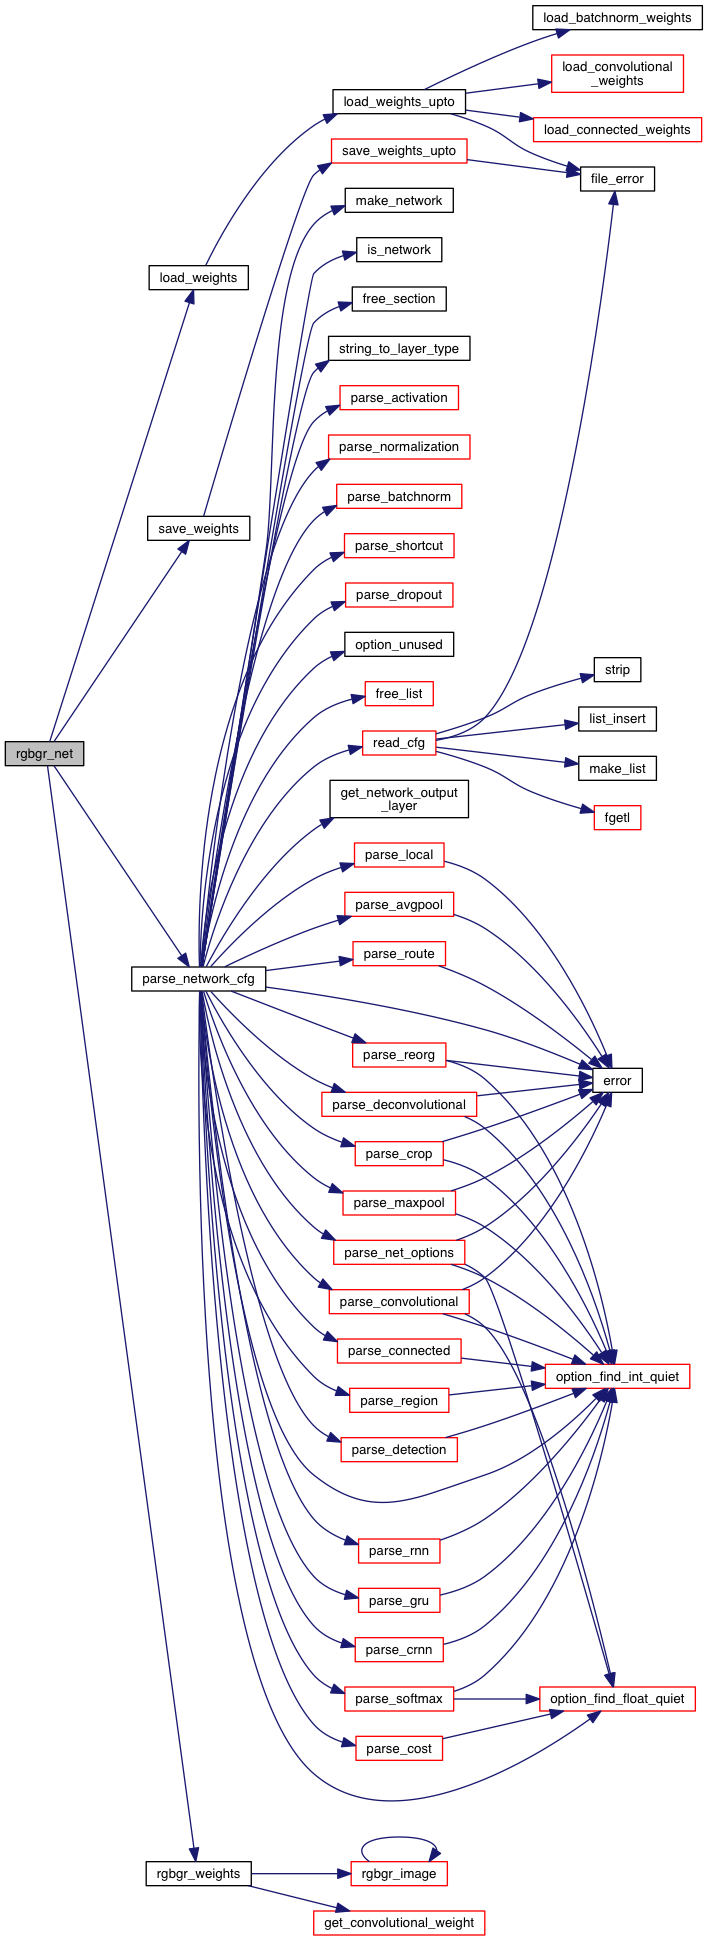 load_batchnorm_weights
load_convolutional
_weights
load_weights_upto
load_connected_weights
save_weights_upto
file_error
make_network
is_network
load_weights
free_section
string_to_layer_type
parse_activation
parse_normalization
parse_batchnorm
save_weights
parse_shortcut
parse_dropout
option_unused
strip
free_list
list_insert
read_cfg
rgbgr_net
make_list
get_network_output
_layer
fgetl
parse_local
parse_avgpool
parse_route
parse_network_cfg
parse_reorg
error
parse_deconvolutional
parse_crop
parse_maxpool
parse_net_options
parse_convolutional
parse_connected
option_find_int_quiet
parse_region
parse_detection
parse_rnn
parse_gru
parse_crnn
parse_softmax
option_find_float_quiet
parse_cost
rgbgr_weights
rgbgr_image
get_convolutional_weight